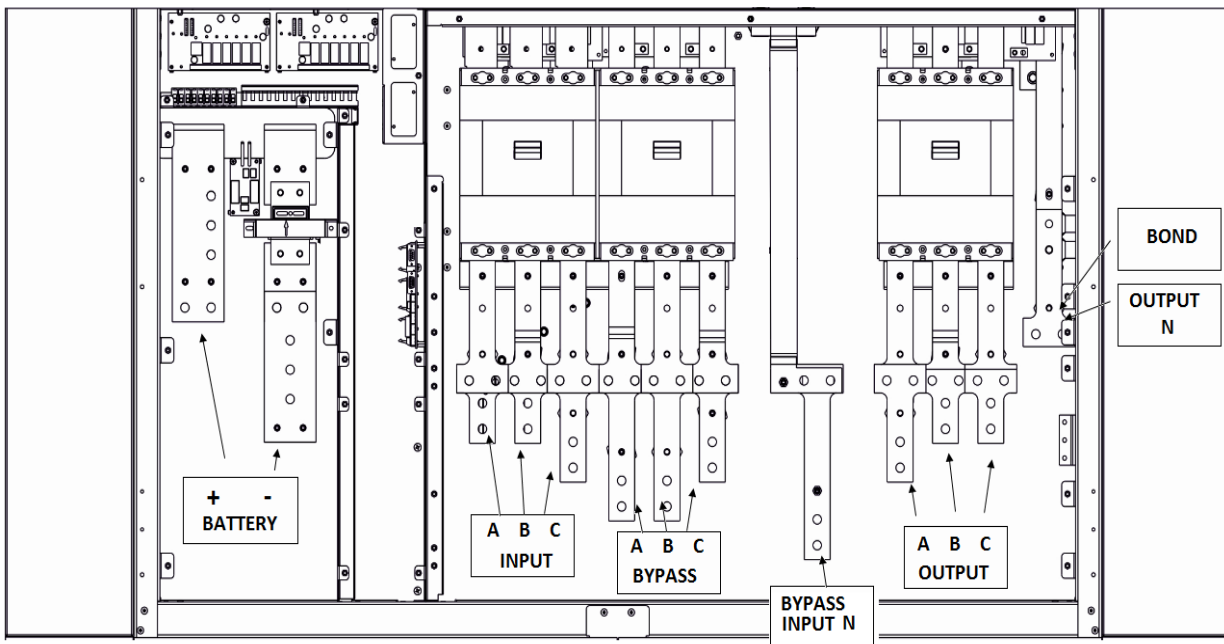 BOND
OUTPUT
N
+ -
BATTERY
A B C
INPUT
A B C
BYPASS
BYPASS
INPUT N
A B C
OUTPUT